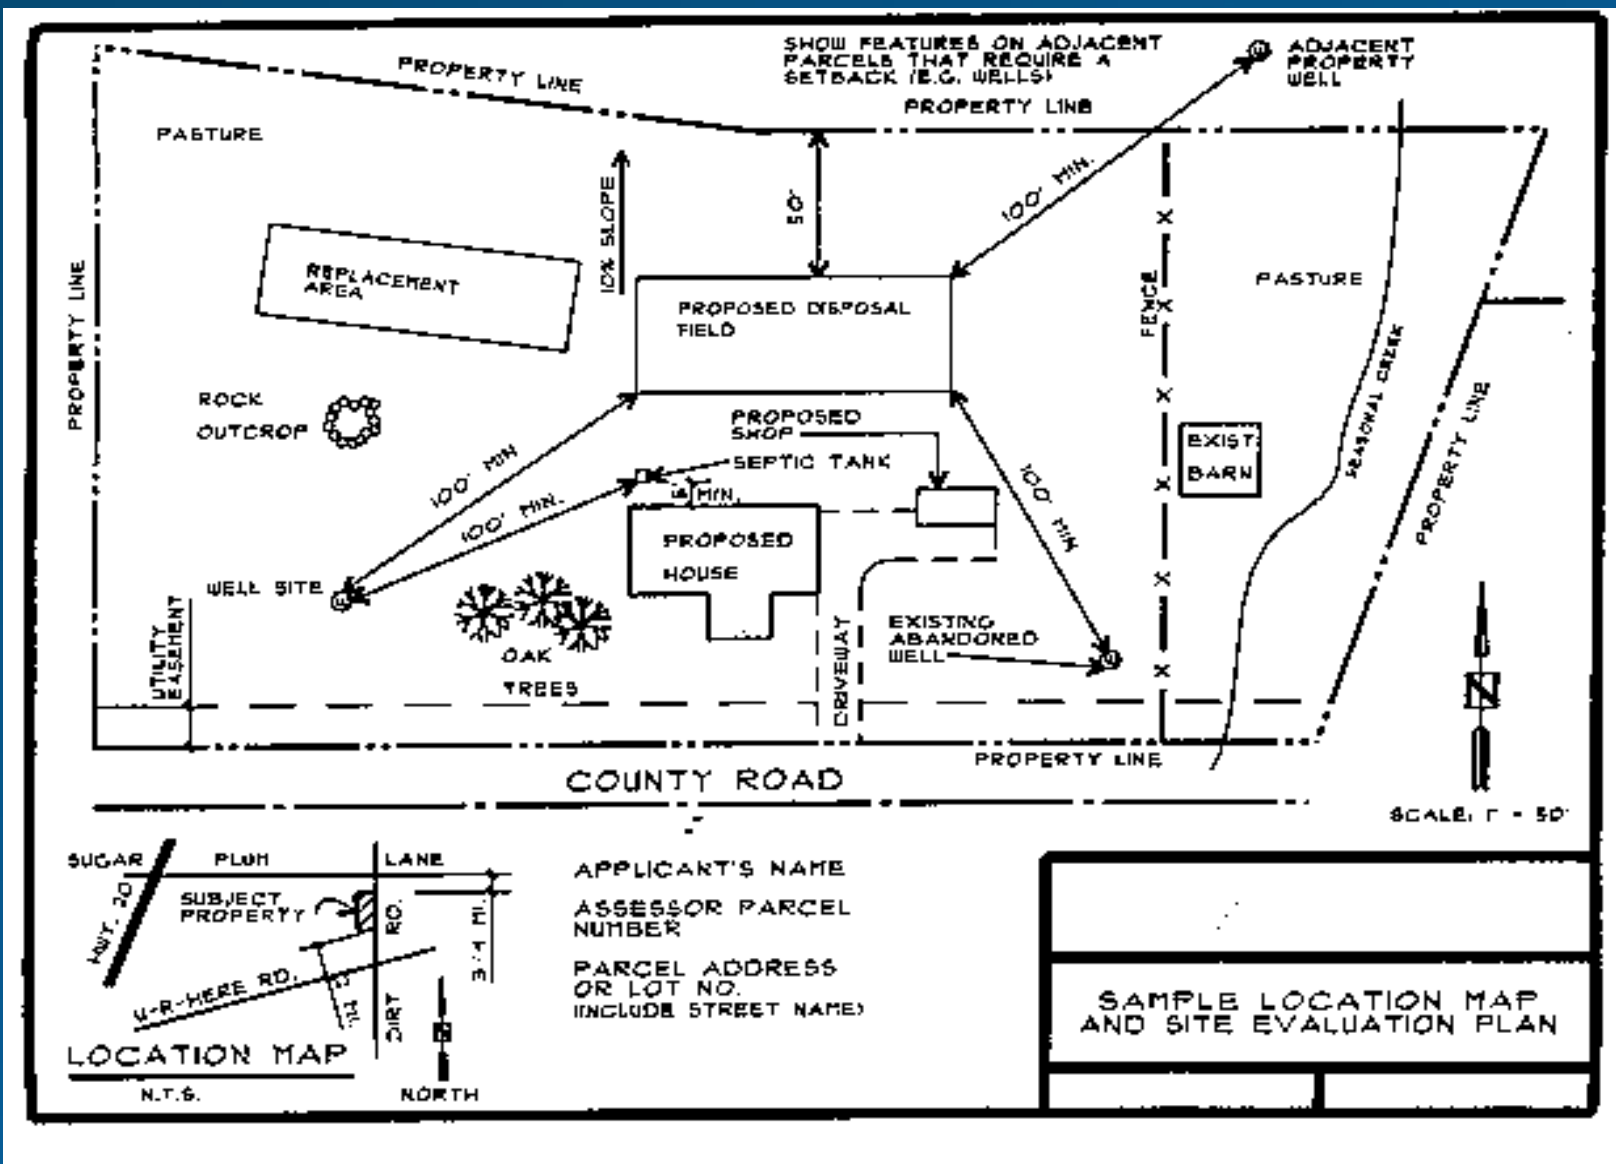 SHOW FEATURES ON ADJACENT
PARCELS THAT REQUIRE A
SETBACK (E.G. WELLS)
ADJACENT
PROPERTY
WELL
PROPERTY LINE
PROPERTY LINE
PASTURE
10% SLOPE
50'
100' MIN.
PROPERTY LINE
REPLACEMENT
AREA
PROPOSED DISPOSAL
FIELD
FENCE
PASTURE
SEASONAL CREEK
PROPERTY LINE
ROCK
OUTCROP
PROPOSED
SHOP
SEPTIC TANK
EXIST.
BARN
100' MIN
100' MIN.
MIN.
100' MIN
PROPOSED
HOUSE
WELL SITE
UTILITY
EASEMENT
OAK
TREES
DRIVEWAY
EXISTING
ABANDORED
WELL
PROPERTY LINE
COUNTY ROAD
SCALE: 1" = 50'
SUGAR PLUM LANE
HWY. 20
SUBJECT
PROPERTY
DIRT RD.
3/4 MI.
U-R-HERE RD.
LOCATION MAP
N.T.S.
NORTH
APPLICANT'S NAME
ASSESSOR PARCEL
NUMBER
PARCEL ADDRESS
OR LOT NO.
(INCLUDE STREET NAME)
SAMPLE LOCATION MAP
AND SITE EVALUATION PLAN